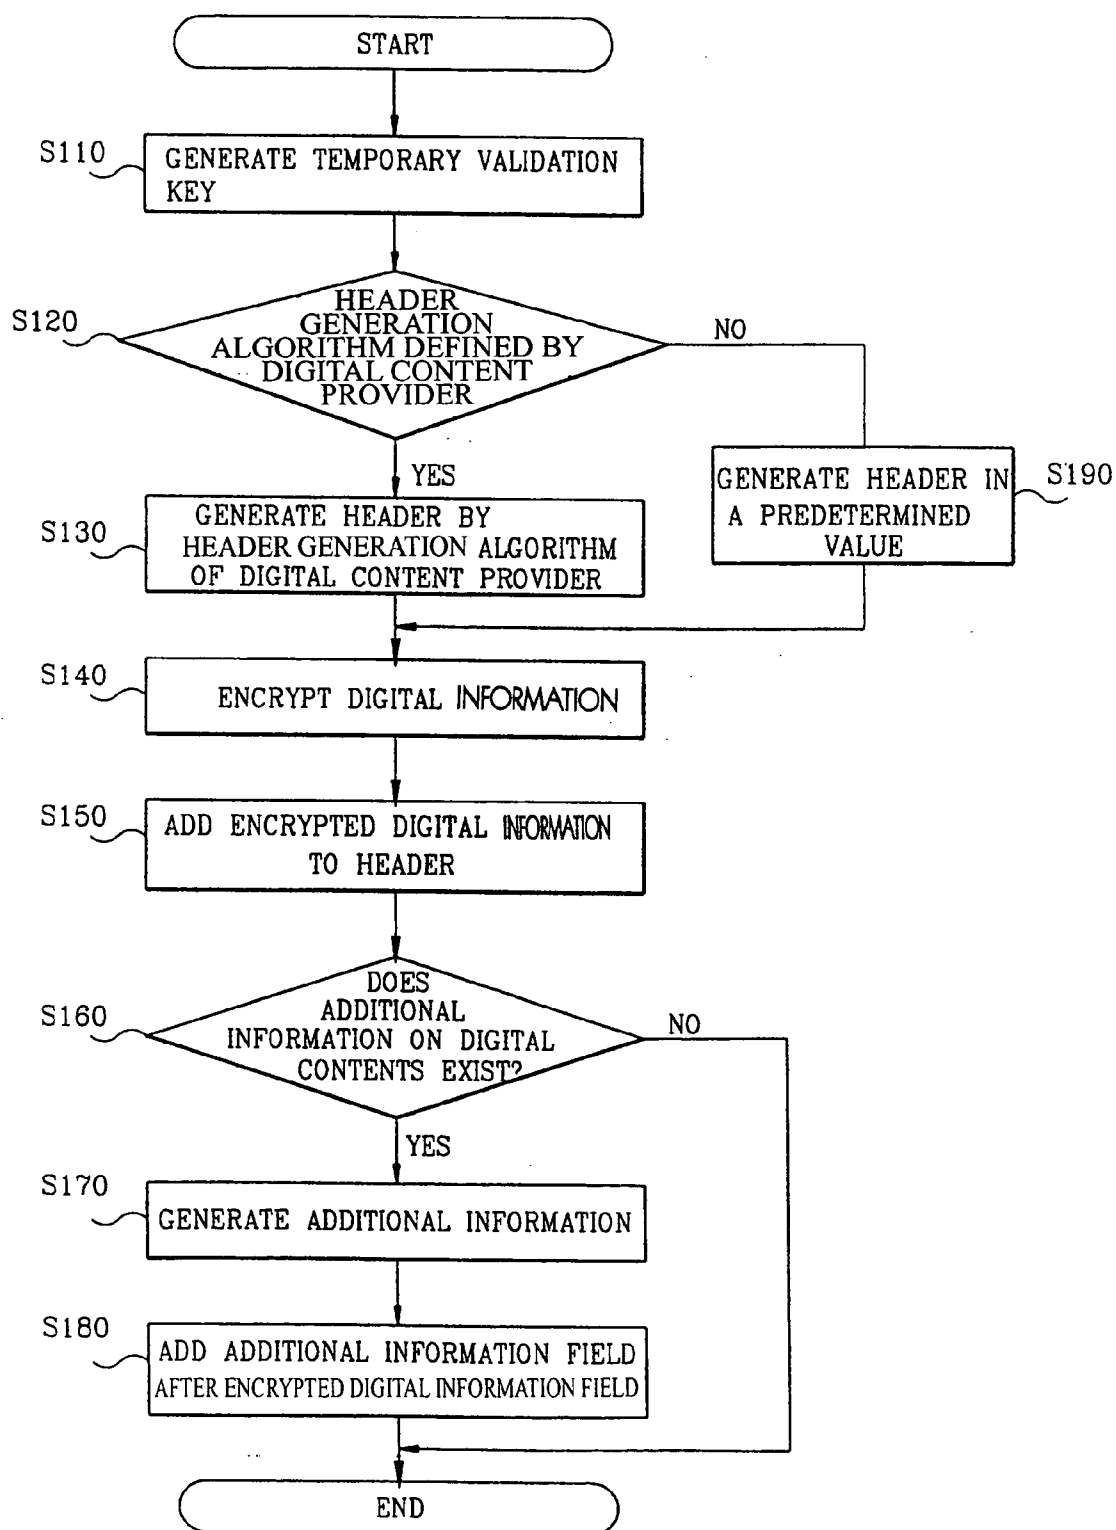 START
S110
GENERATE TEMPORARY VALIDATION
KEY
S120
HEADER
GENERATION
ALGORITHM DEFINED BY
DIGITAL CONTENT
PROVIDER
NO
YES
S130
GENERATE HEADER BY
HEADER GENERATION ALGORITHM
OF DIGITAL CONTENT PROVIDER
GENERATE HEADER IN
A PREDETERMINED
VALUE
S190
S140
ENCRYPT DIGITAL INFORMATION
S150
ADD ENCRYPTED DIGITAL INFORMATION
TO HEADER
S160
DOES
ADDITIONAL
INFORMATION ON DIGITAL
CONTENTS EXIST?
NO
YES
S170
GENERATE ADDITIONAL INFORMATION
S180
ADD ADDITIONAL INFORMATION FIELD
AFTER ENCRYPTED DIGITAL INFORMATION FIELD
END